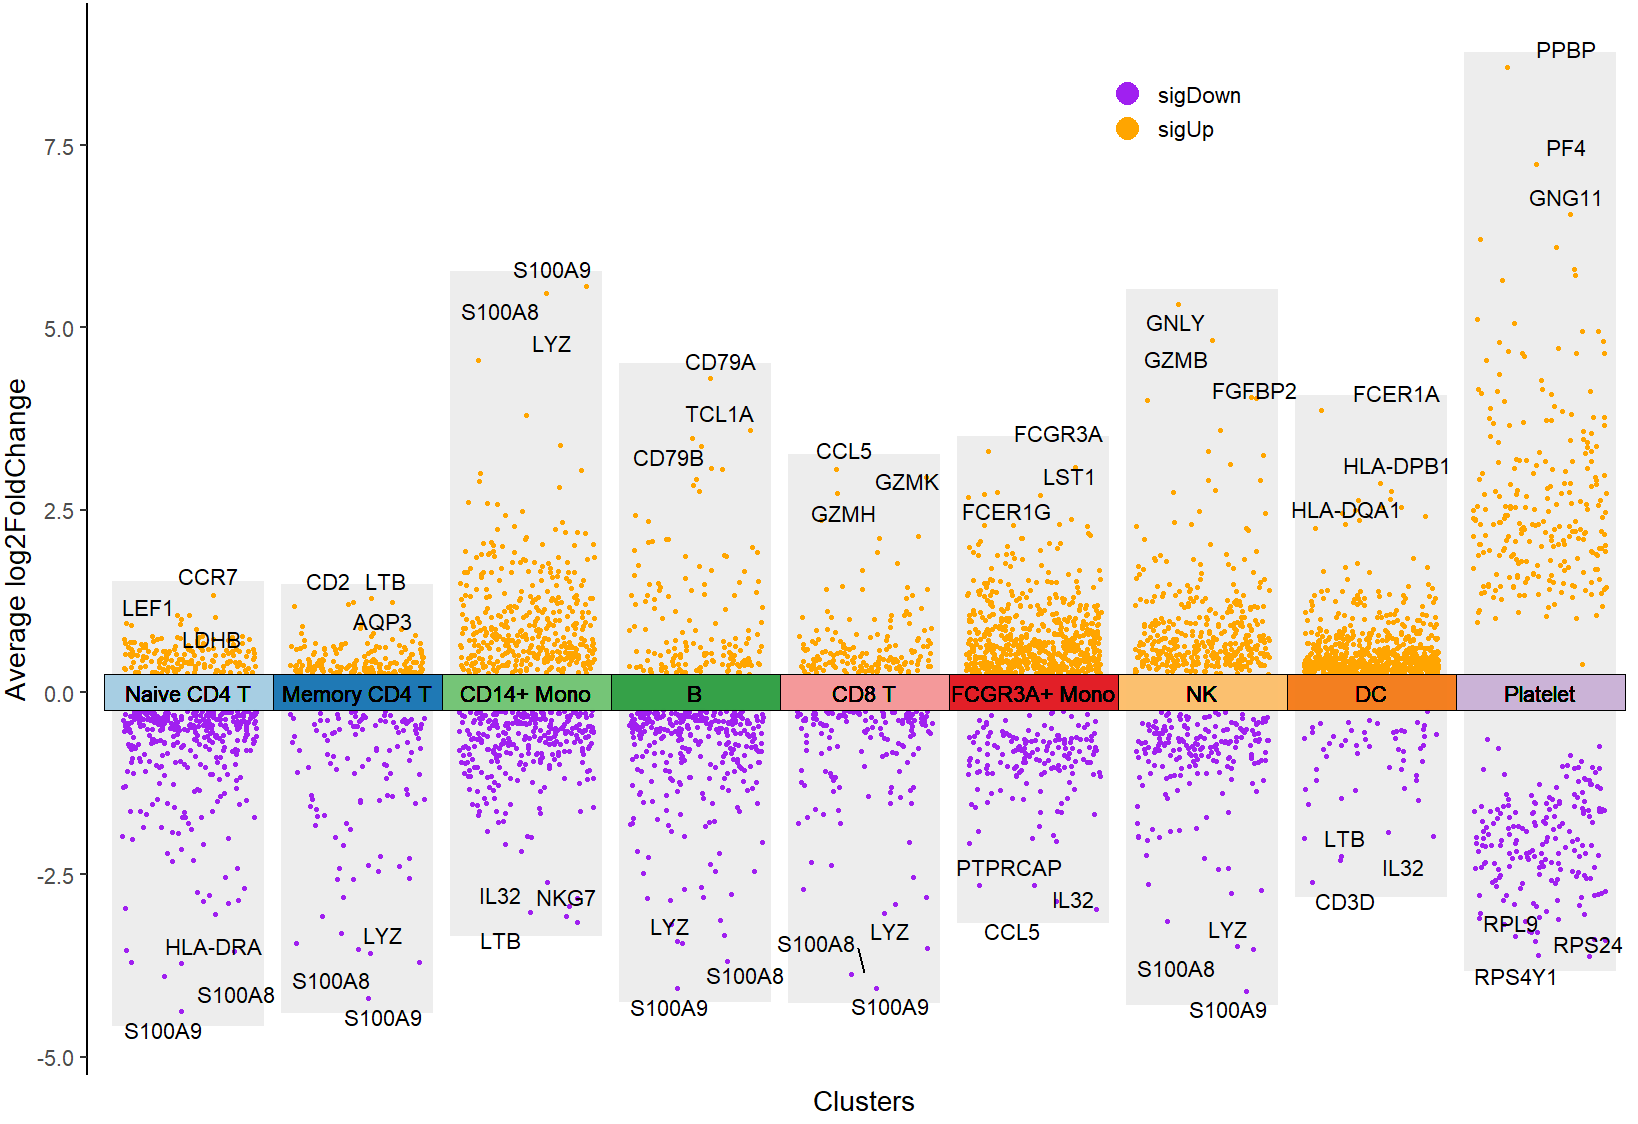 PPBP
sigDown
sigUp
7.5
PF4
GNG11
S100A9
S100A8
GNLY
5.0
LYZ
GZMB
CD79A
FGFBP2
FCER1A
TCL1A
FCGR3A
CCL5
CD79B
HLA-DPB1
LST1
GZMK
2.5
GZMH
FCER1G
HLA-DQA1
CCR7
CD2
LTB
LEF1
AQP3
LDHB
0.0
Naive CD4 T
Memory CD4 T
CD14+ Mono
B
CD8 T
FCGR3A+ Mono
NK
DC
Platelet
LTB
PTPRCAP
IL32
-2.5
IL32
NKG7
IL32
CD3D
LYZ
RPL9
LYZ
LYZ
CCL5
LYZ
LTB
S100A8
HLA-DRA
RPS24
S100A8
S100A8
S100A8
RPS4Y1
S100A8
S100A9
S100A9
S100A9
S100A9
S100A9
-5.0
Average log2FoldChange
Clusters